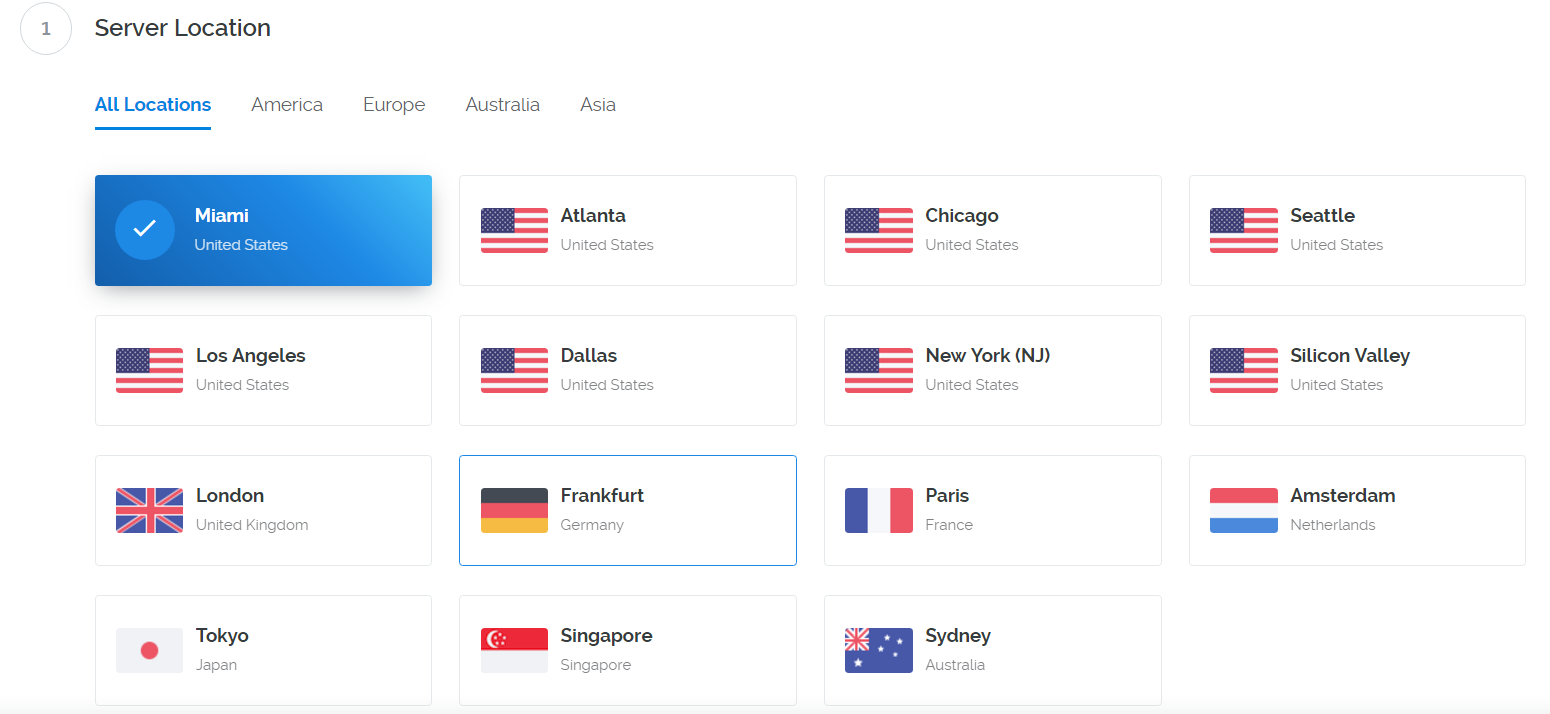 1
Server Location
All Locations
America
Europe
Australia
Asia
Miami
United States
Atlanta
United States
Chicago
United States
Seattle
United States
Los Angeles
United States
Dallas
United States
New York (NJ)
United States
Silicon Valley
United States
London
United Kingdom
Frankfurt
Germany
Paris
France
Amsterdam
Netherlands
Tokyo
Japan
Singapore
Singapore
Sydney
Australia